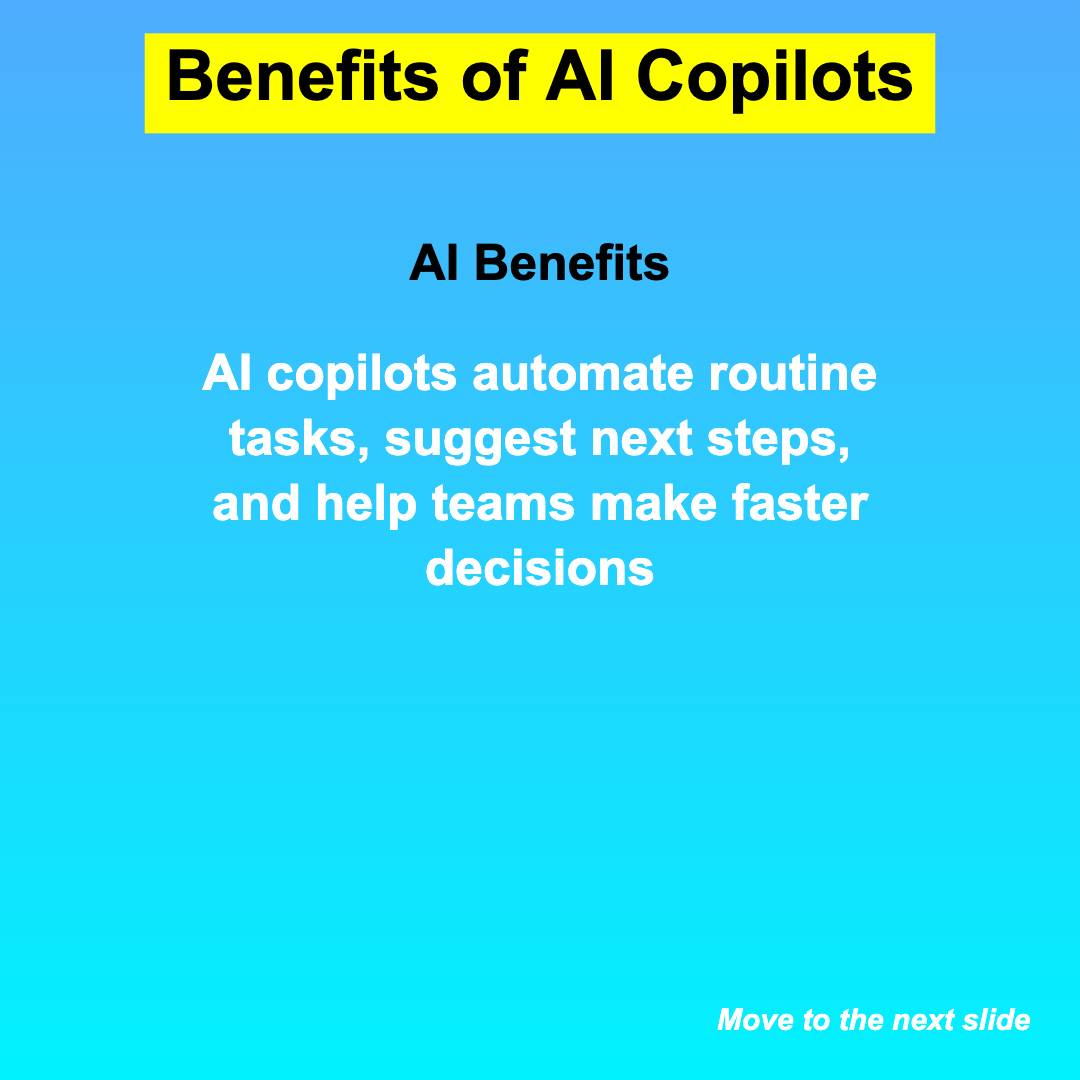 Benefits of AI Copilots
AI Benefits
AI copilots automate routine
tasks, suggest next steps,
and help teams make faster
decisions
Move to the next slide